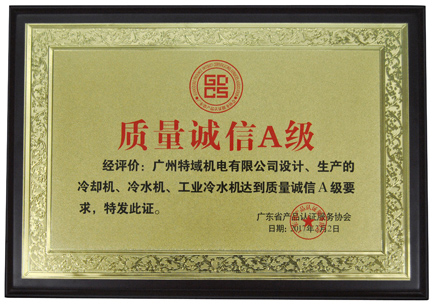 GDCS
质量诚信A级
经评价：广州特域机电有限公司设计、生产的
冷却机、冷水机、工业冷水机达到质量诚信A级要
求，特发此证。
广东省产品认证服务协会
日期：2017年3月2日